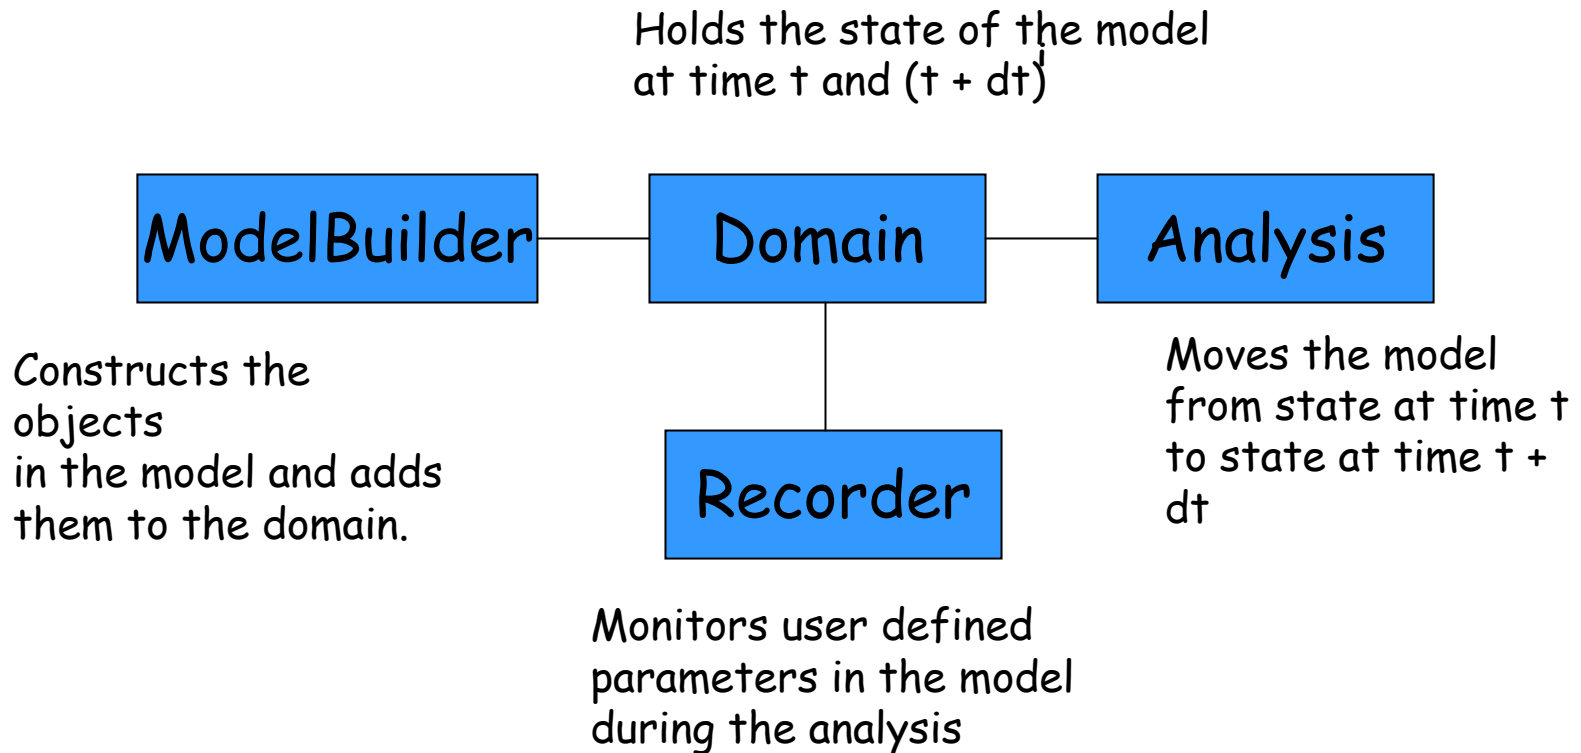 Holds the state of the model
i
at time t and (t + dt)
ModelBuilder
Domain
Analysis
Constructs the
objects
in the model and adds
them to the domain.
Moves the model
from state at time t
to state at time t +
dt
Recorder
Monitors user defined
parameters in the model
during the analysis